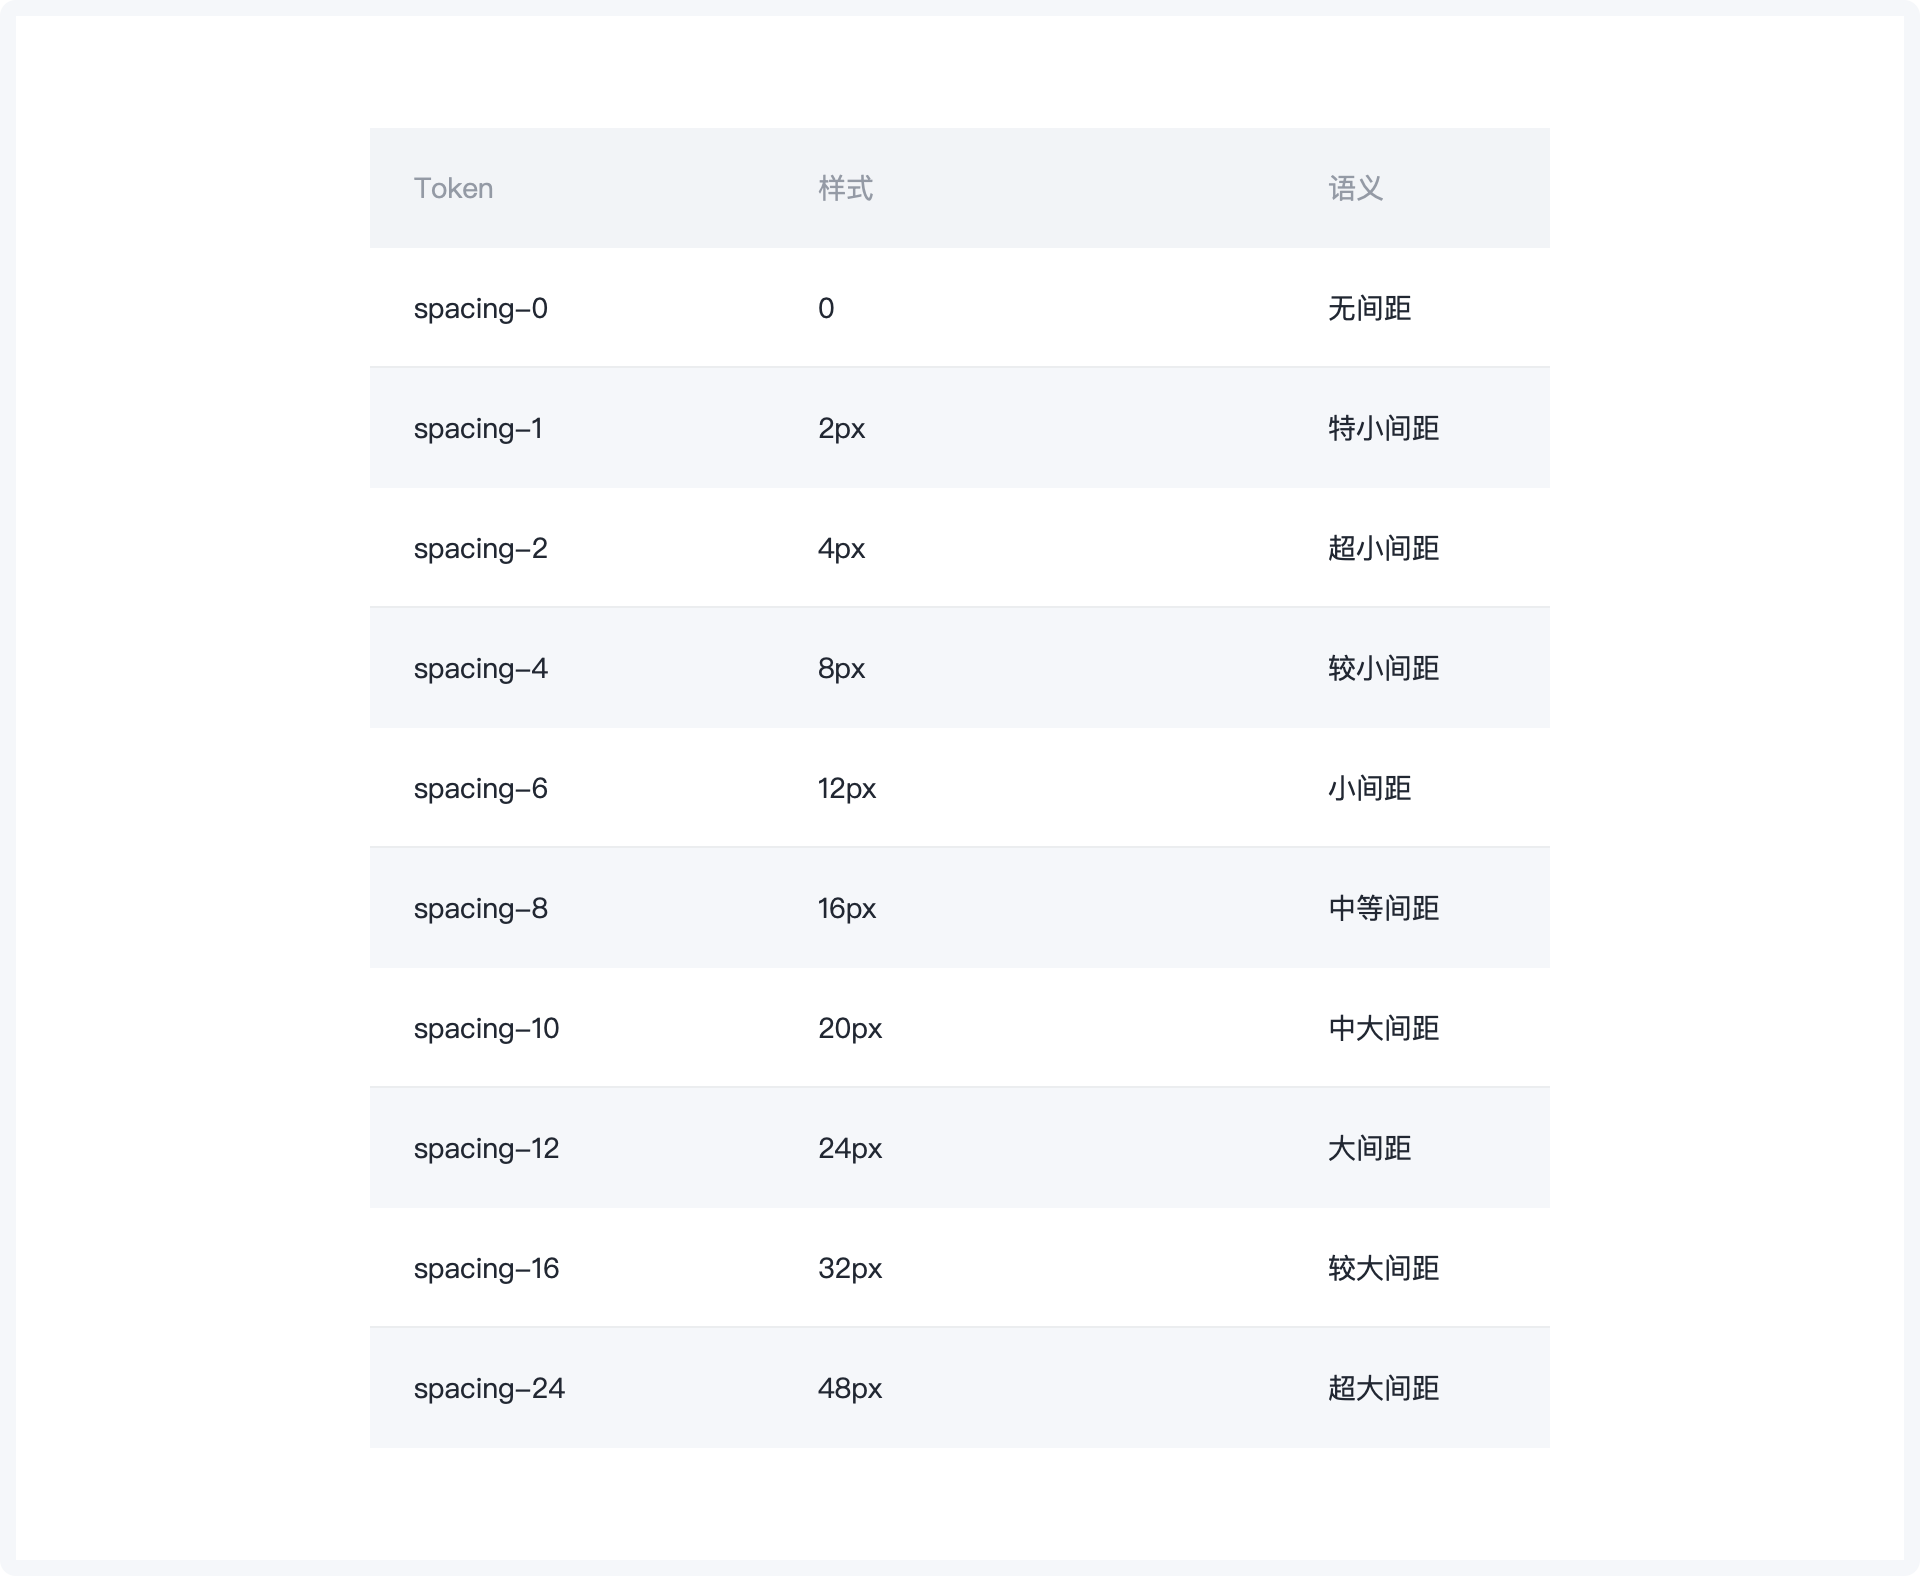 Token 样式 语义
spacing-0 0 无间距
spacing-1 2px 特小间距
spacing-2 4px 超小间距
spacing-4 8px 较小间距
spacing-6 12px 小间距
spacing-8 16px 中等间距
spacing-10 20px 中大间距
spacing-12 24px 大间距
spacing-16 32px 较大间距
spacing-24 48px 超大间距